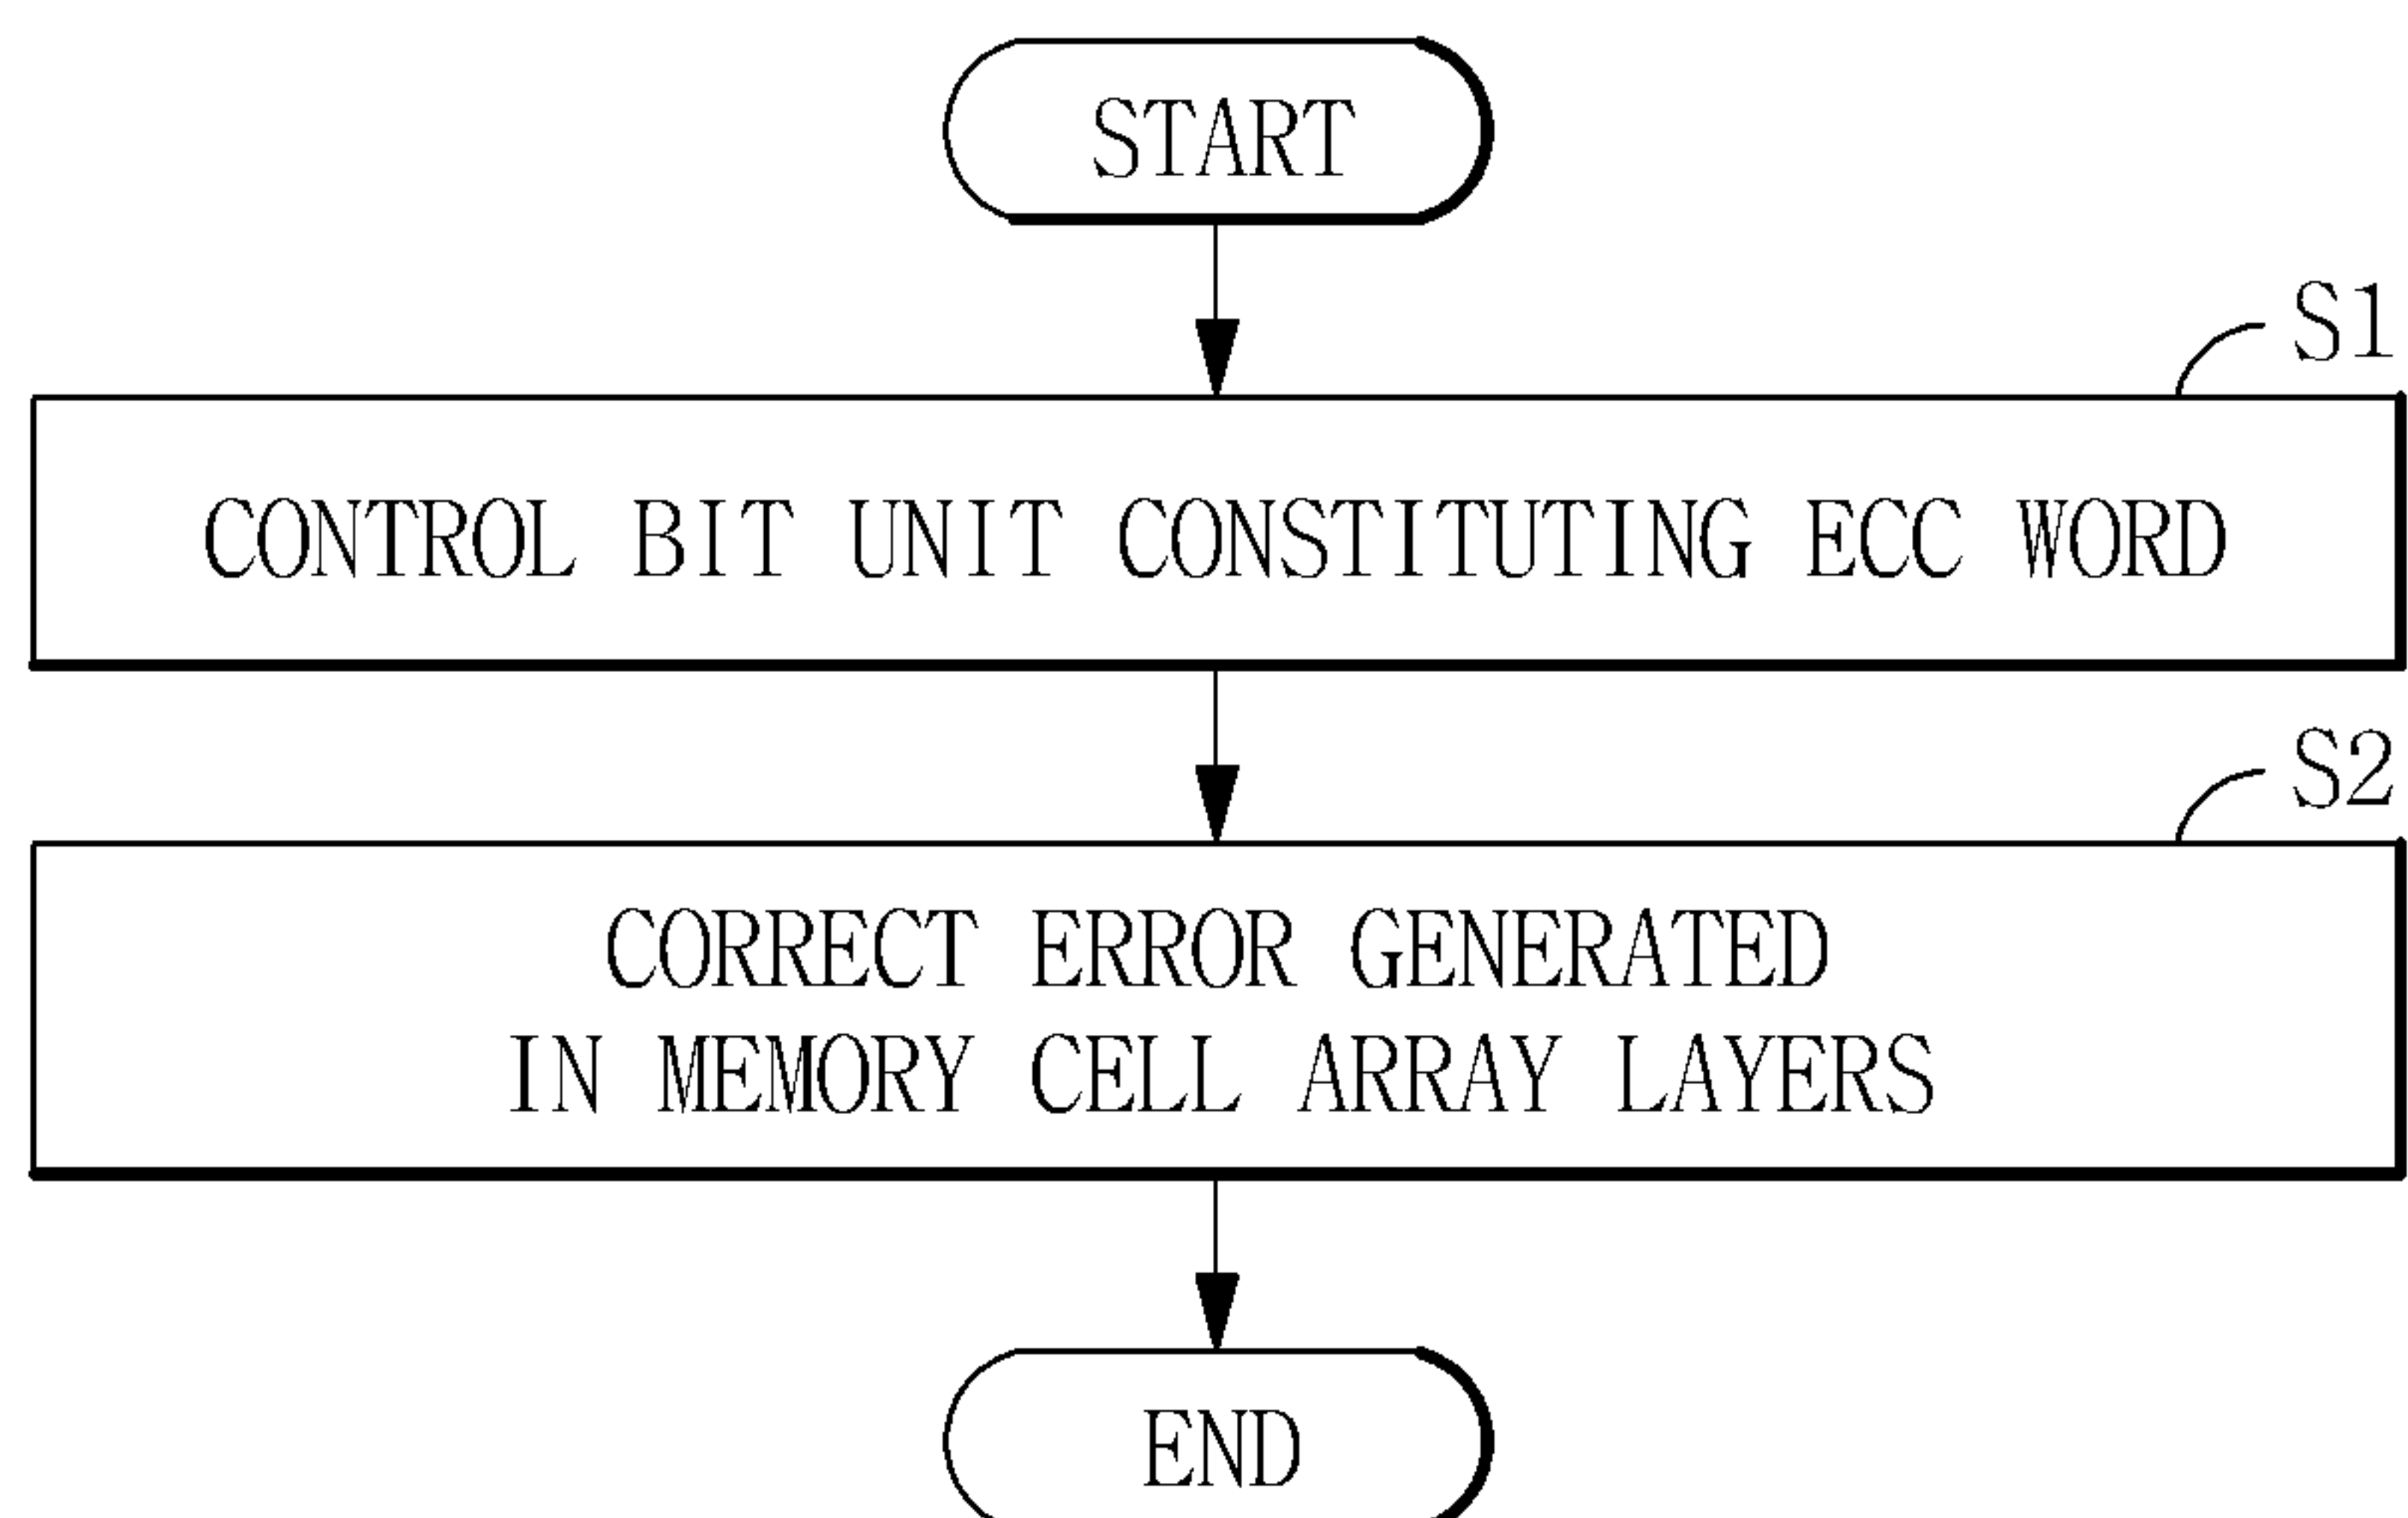 START
S1
CONTROL BIT UNIT CONSTITUTING ECC WORD
S2
CORRECT ERROR GENERATED
IN MEMORY CELL ARRAY LAYERS
END